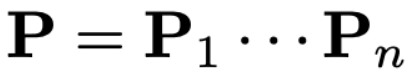 P = P₁ ⋯ Pₙ